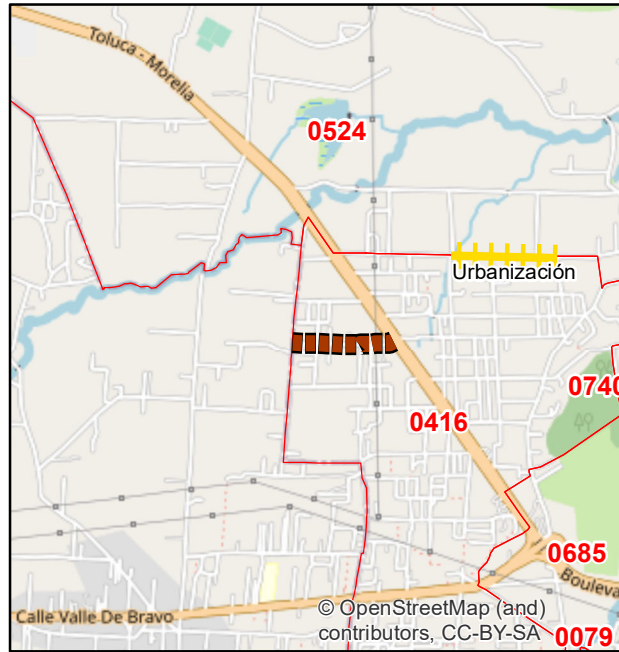 Toluca - Morelia
0524
Urbanización
0740
0416
0685
Bouleva
Calle Valle De Bravo
© OpenStreetMap (and)
contributors, CC-BY-SA
0079